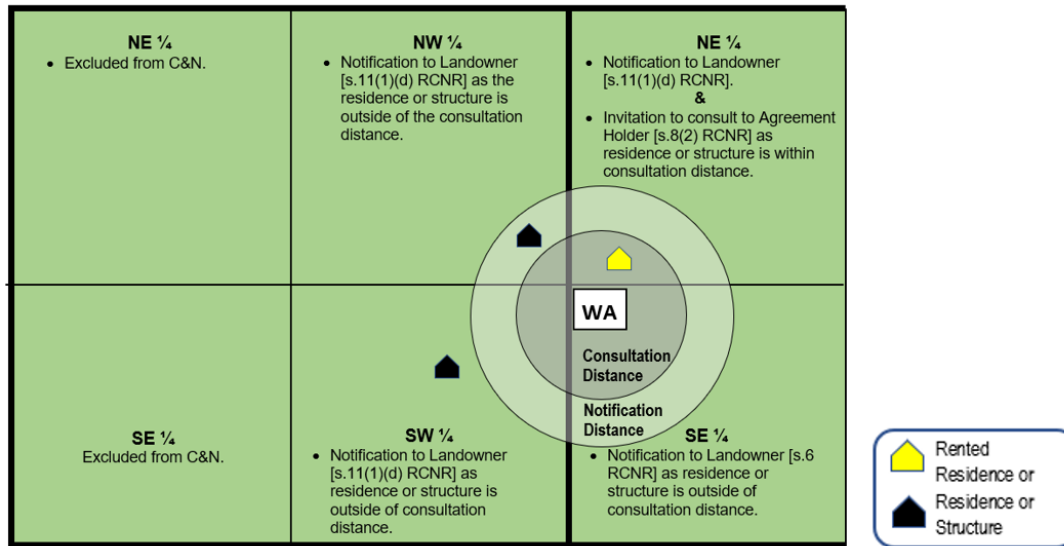 NE ¼
• Excluded from C&N.
NW ¼
• Notification to Landowner
[s.11(1)(d) RCNR] as the
residence or structure is
outside of the consultation
distance.
NE ¼
• Notification to Landowner
[s.11(1)(d) RCNR].
&
• Invitation to consult to Agreement
Holder [s.8(2) RCNR] as
residence or structure is within
consultation distance.
WA
Consultation
Distance
Notification
Distance
SE ¼
Excluded from C&N.
SW ¼
• Notification to Landowner
[s.11(1)(d) RCNR] as
residence or structure is
outside of consultation
distance.
SE ¼
• Notification to Landowner [s.6
RCNR] as residence or
structure is outside of
consultation distance.
Rented
Residence or
Residence or
Structure